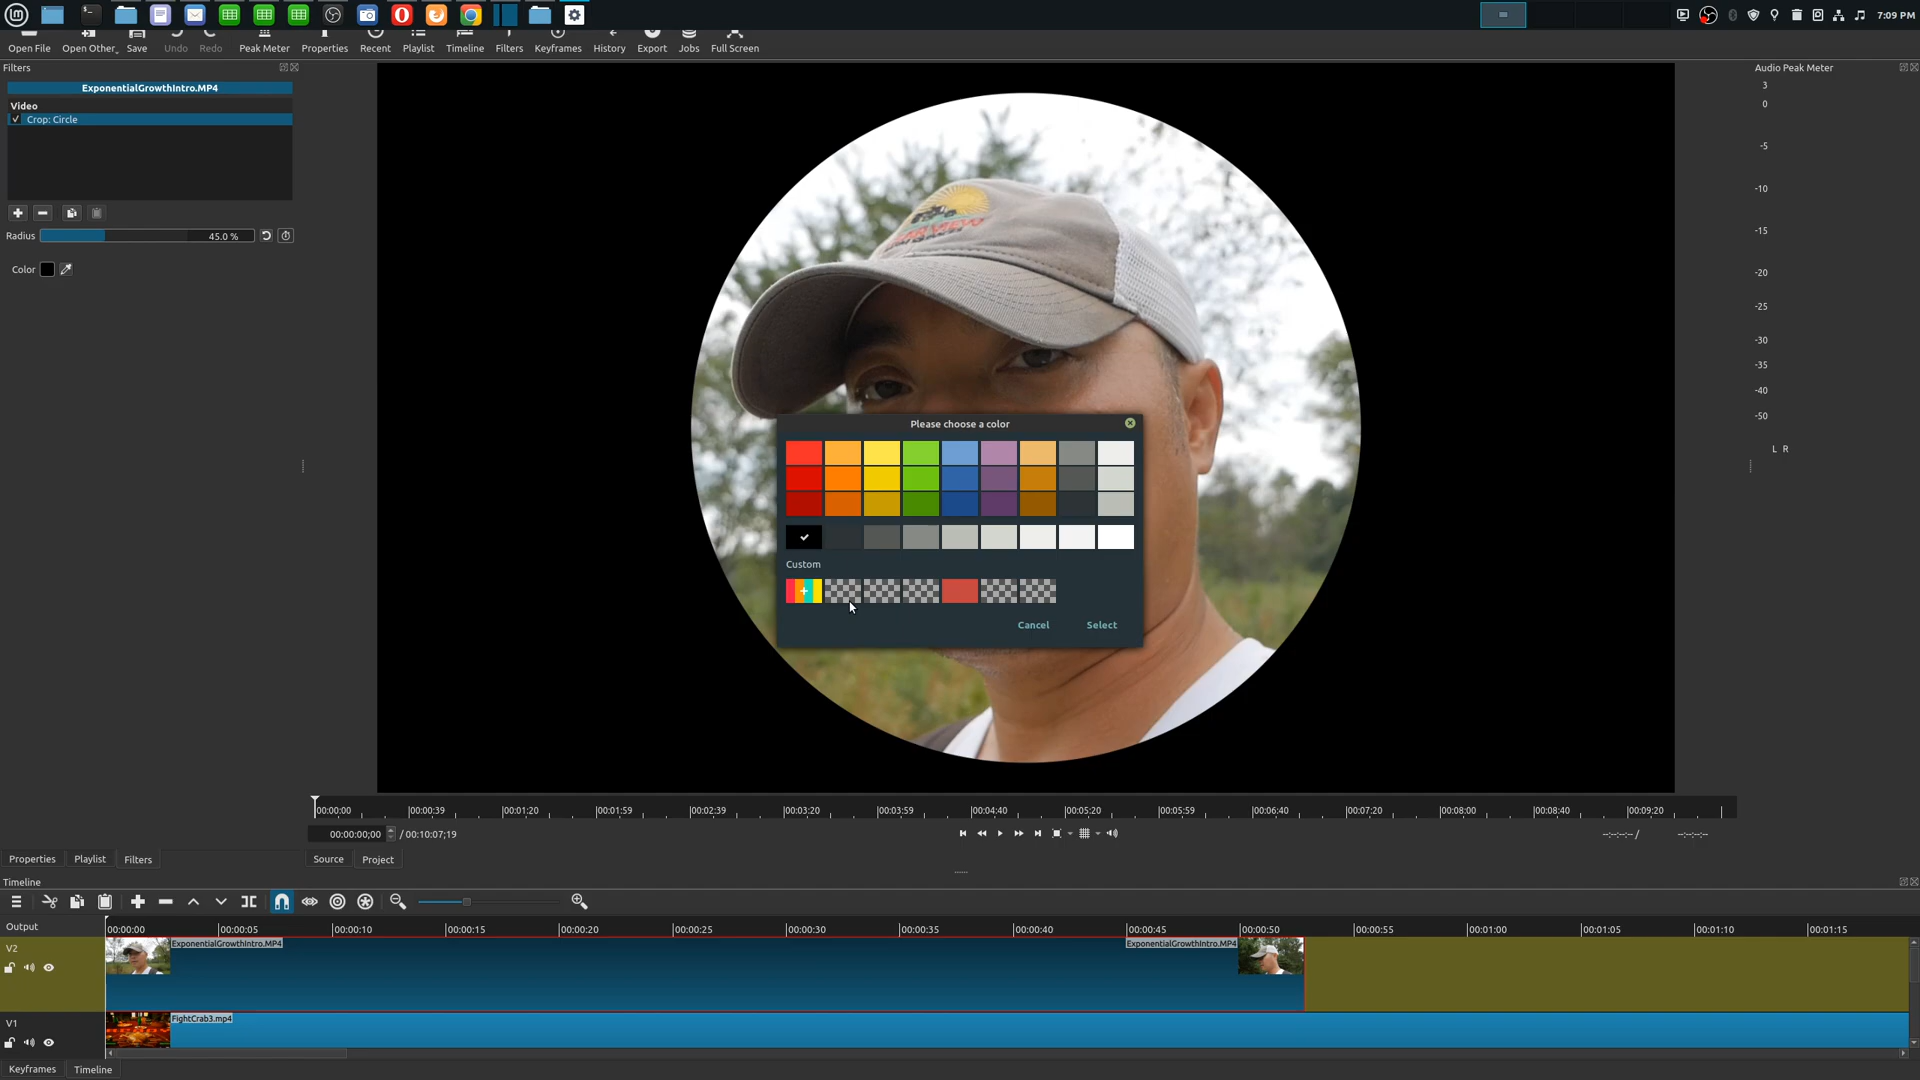 7:09 PM
Open File Open Other Save Undo Redo Peak Meter Properties Recent Playlist Timeline Filters Keyframes History Export Jobs Full Screen
Filters
Audio Peak Meter
ExponentialGrowthIntro.MP4
Video
Crop: Circle
Radius 45.0 %
Color
3
0
-5
-10
-15
-20
-25
-30
-35
-40
-50
L R
Please choose a color
Custom
Cancel Select
00:00:00 00:00:39 00:01:20 00:01:59 00:02:39 00:03:20 00:03:59 00:04:40 00:05:20 00:05:59 00:06:40 00:07:20 00:08:00 00:08:40 00:09:20
00:00:00;00 / 00:10:07;19 --:--:--:-- / --:--:--:--
Properties Playlist Filters Source Project
Timeline
Output 00:00:00 00:00:05 00:00:10 00:00:15 00:00:20 00:00:25 00:00:30 00:00:35 00:00:40 00:00:45 00:00:50 00:00:55 00:01:00 00:01:05 00:01:10 00:01:15
V2 ExponentialGrowthIntro.MP4 ExponentialGrowthIntro.MP4
V1 FightCrab3.mp4
Keyframes Timeline